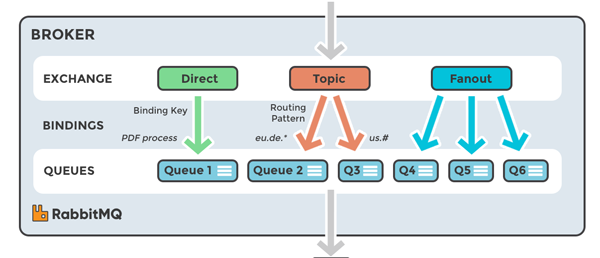 BROKER
EXCHANGE
Direct
Topic
Fanout
Binding Key
Routing
Pattern
BINDINGS
PDF process
eu.de.*
us.#
QUEUES
Queue 1
Queue 2
Q3
Q4
Q5
Q6
RabbitMQ